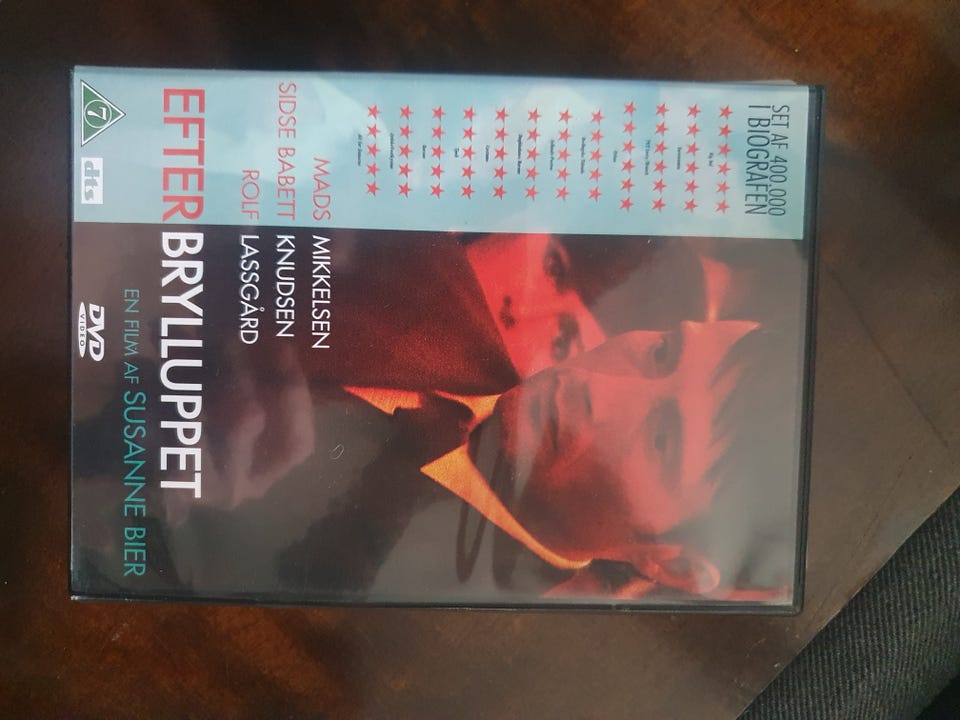 SET AF 400.000
I BIOGRAFEN
★★★★★★
★★★★★★
★★★★★★
★★★★★★
★★★★★
★★★★★
★★★★★
★★★★★
★★★★★
★★★★★
★★★★★
★★★★★
MADS MIKKELSEN
SIDSE BABETT KNUDSEN
ROLF LASSGÅRD
EFTER BRYLLUPPET
EN FILM AF SUSANNE BIER
7
dts
DVD
VIDEO